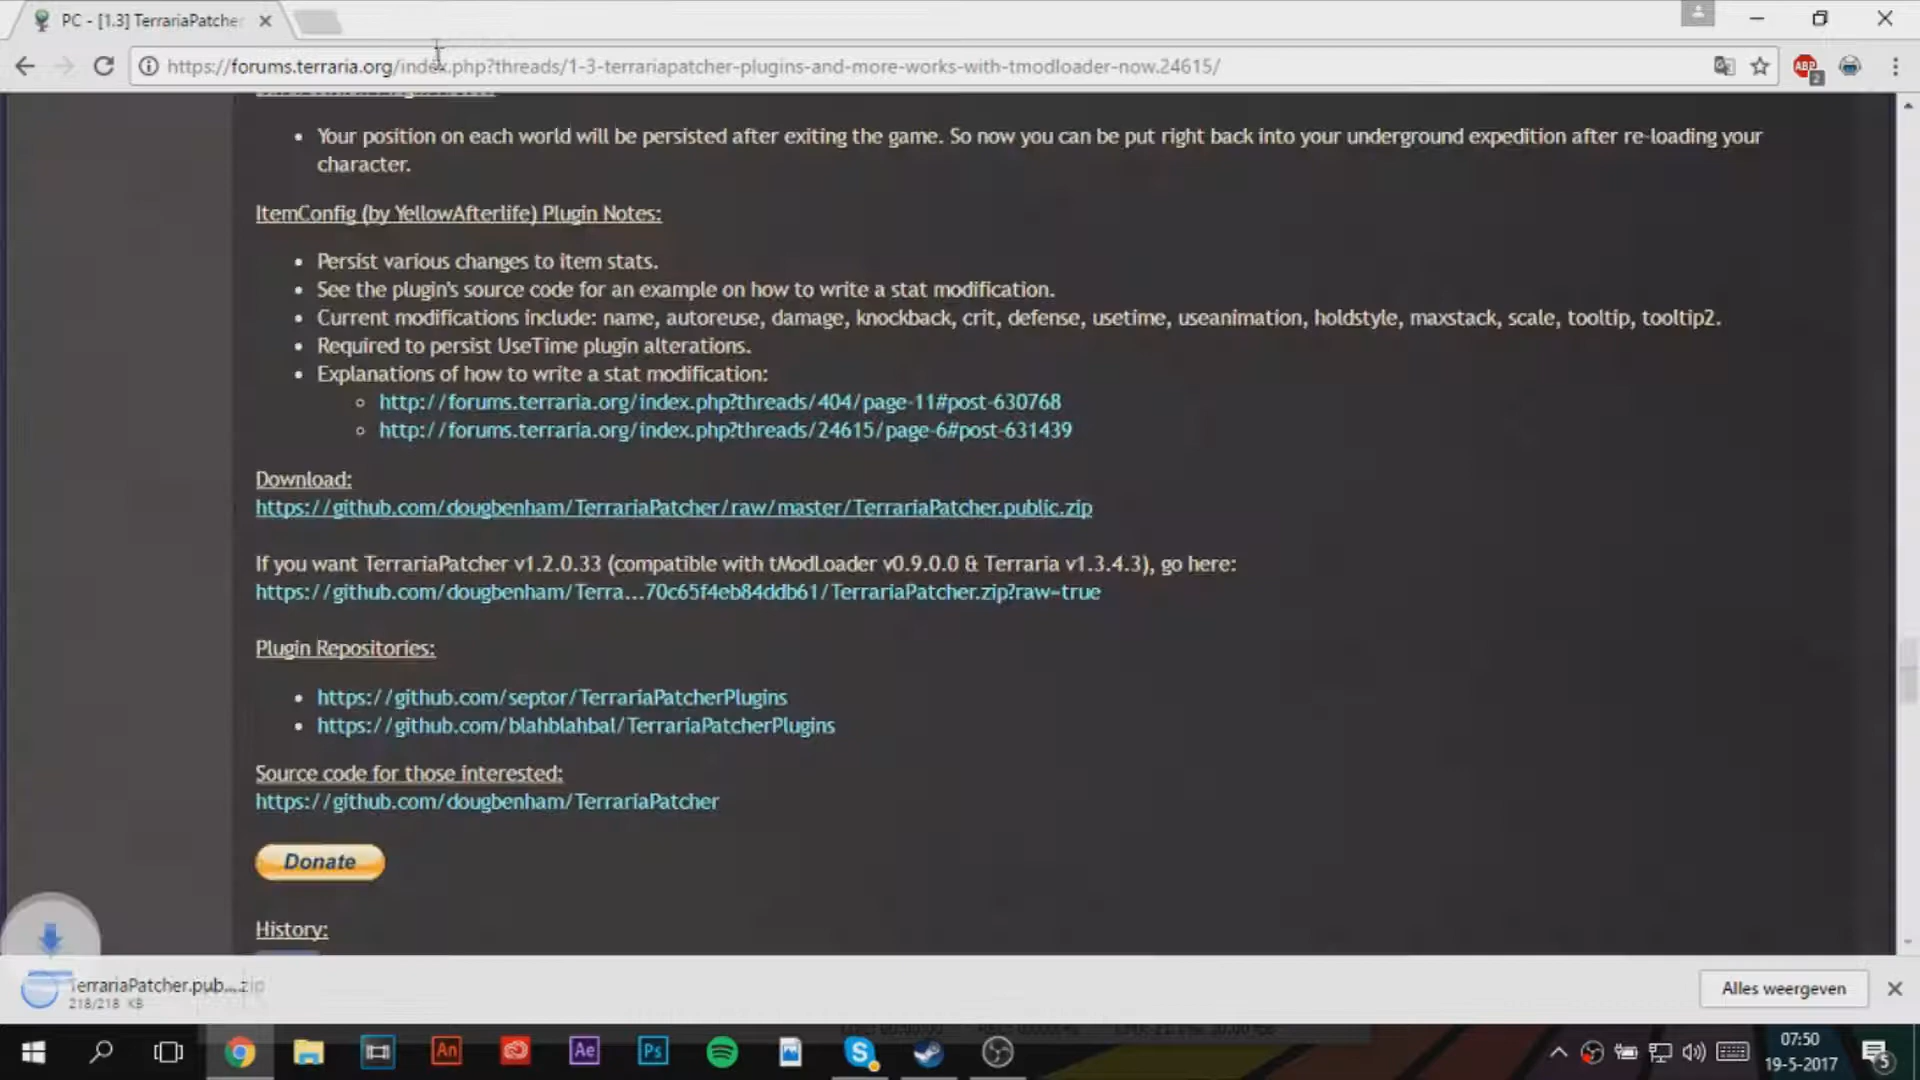 PC - [1.3] TerrariaPatcher
https://forums.terraria.org/index.php?threads/1-3-terrariapatcher-plugins-and-more-works-with-tmodloader-now.24615/
ABP
2
Your position on each world will be persisted after exiting the game. So now you can be put right back into your underground expedition after re-loading your
character.
ItemConfig (by YellowAfterlife) Plugin Notes:
Persist various changes to item stats.
See the plugin's source code for an example on how to write a stat modification.
Current modifications include: name, autoreuse, damage, knockback, crit, defense, usetime, useanimation, holdstyle, maxstack, scale, tooltip, tooltip2.
Required to persist UseTime plugin alterations.
Explanations of how to write a stat modification:
http://forums.terraria.org/index.php?threads/404/page-11#post-630768
http://forums.terraria.org/index.php?threads/24615/page-6#post-631439
Download:
https://github.com/dougbenham/TerrariaPatcher/raw/master/TerrariaPatcher.public.zip
If you want TerrariaPatcher v1.2.0.33 (compatible with tModLoader v0.9.0.0 & Terraria v1.3.4.3), go here:
https://github.com/dougbenham/Terra...70c65f4eb84ddb61/TerrariaPatcher.zip?raw=true
Plugin Repositories:
https://github.com/septor/TerrariaPatcherPlugins
https://github.com/blahblahbal/TerrariaPatcherPlugins
Source code for those interested:
https://github.com/dougbenham/TerrariaPatcher
Donate
History:
TerrariaPatcher.pub....zip
218/218 KB
Alles weergeven
An
Ae
Ps
07:50
19-5-2017
5